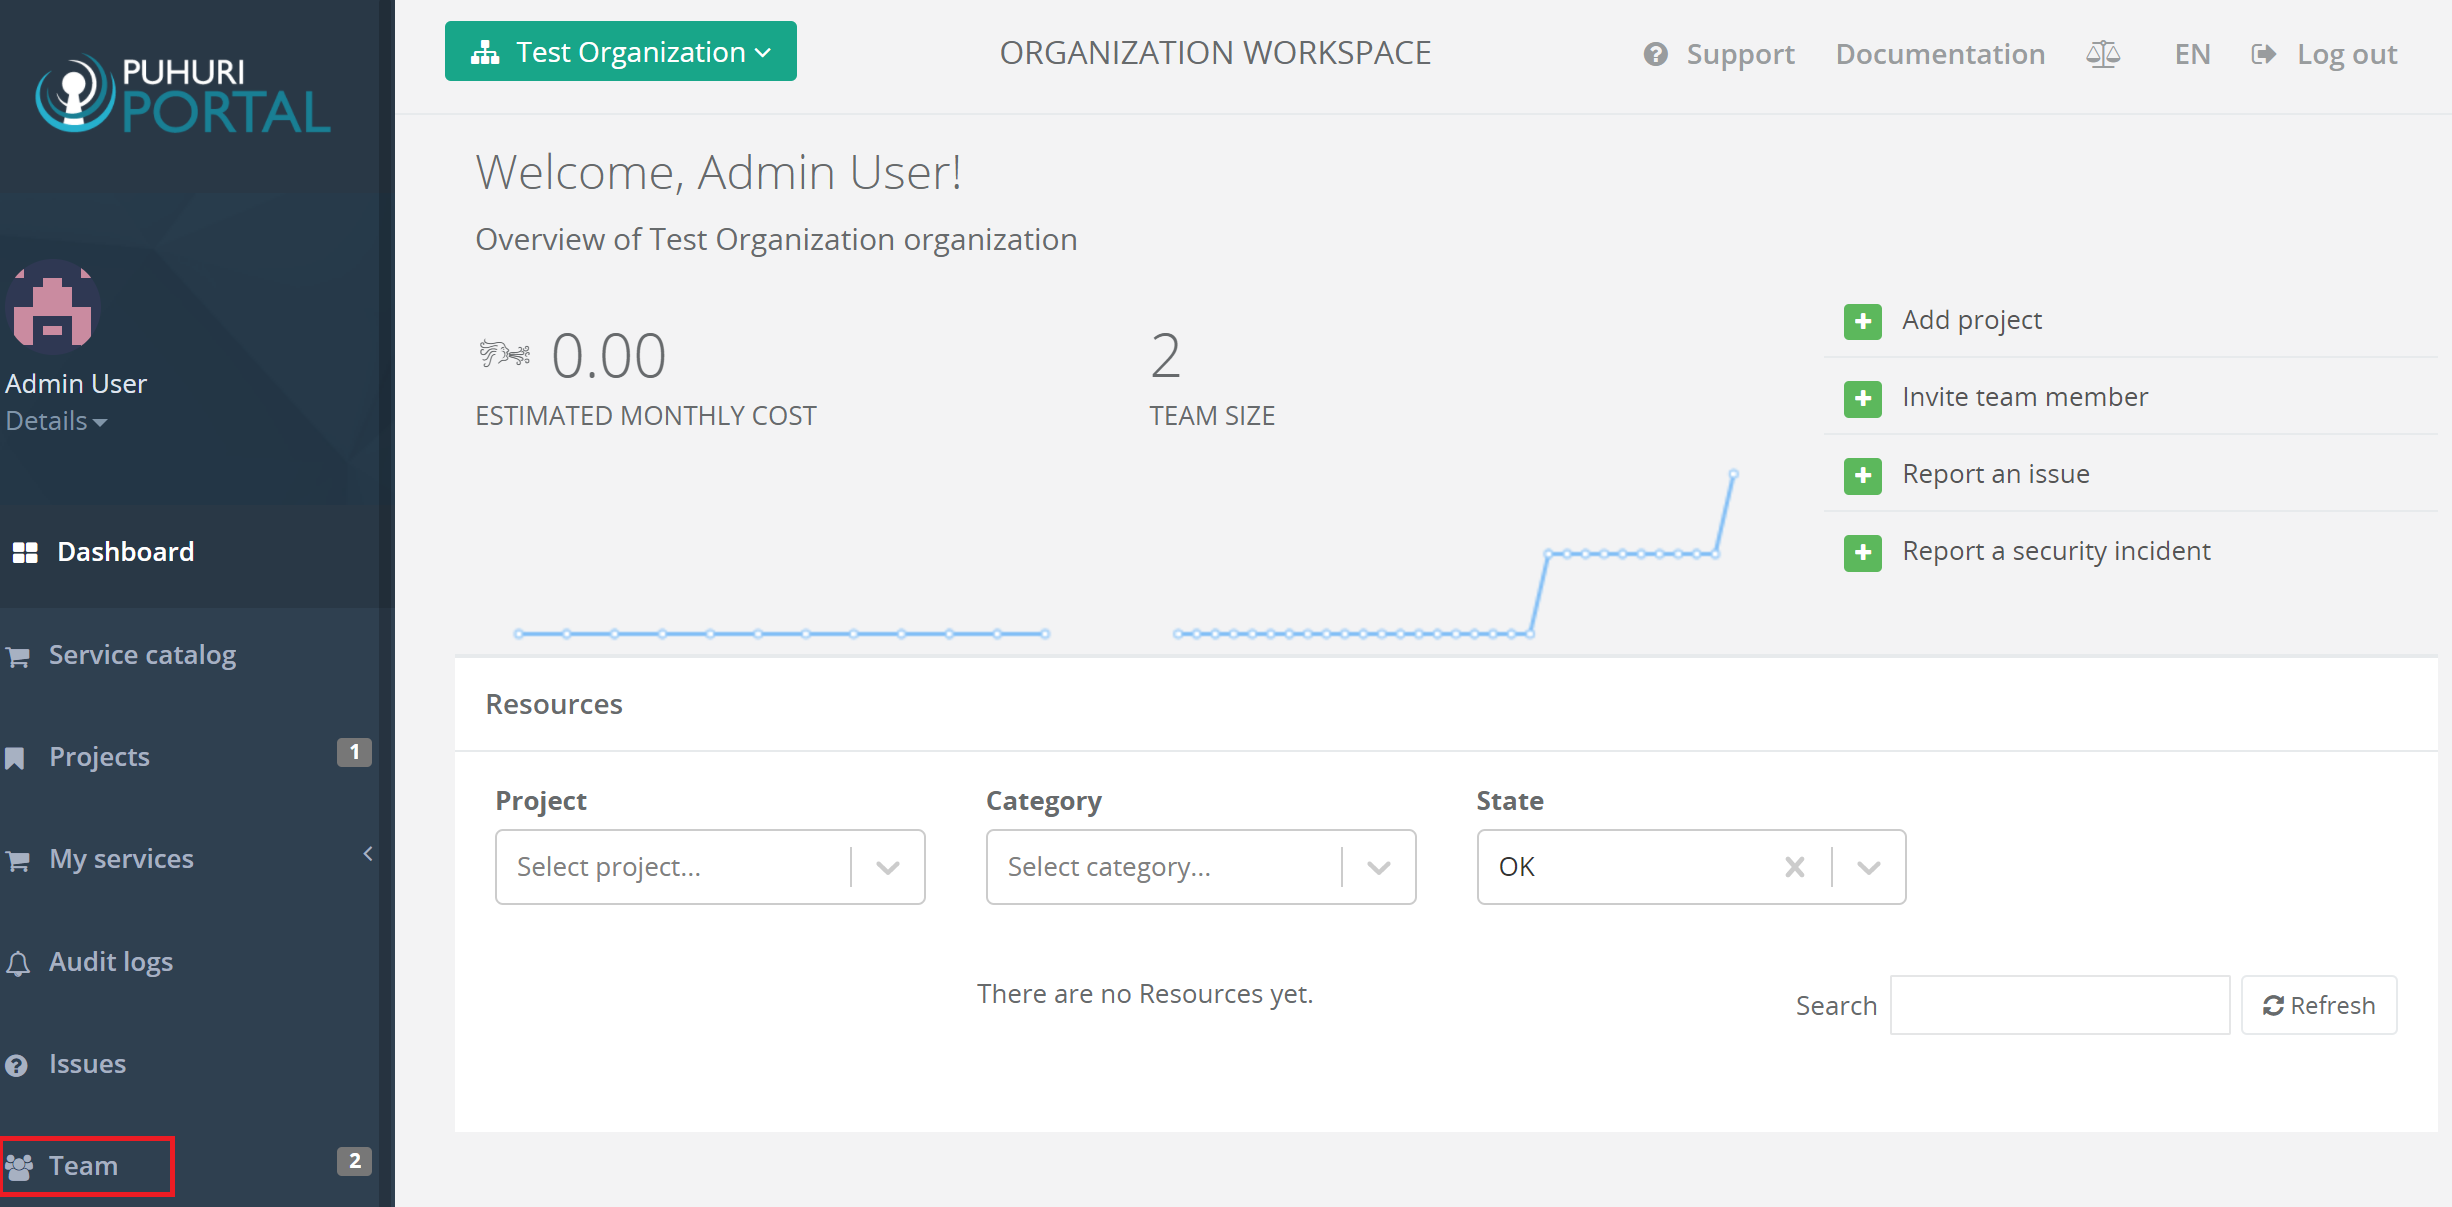 PUHURI
PORTAL
Test Organization
ORGANIZATION WORKSPACE
Support
Documentation
EN
Log out
Welcome, Admin User!
Overview of Test Organization organization
Admin User
Details
0.00
ESTIMATED MONTHLY COST
2
TEAM SIZE
Add project
Invite team member
Report an issue
Report a security incident
Dashboard
Service catalog
Projects 1
My services
Audit logs
Issues
Team 2
Resources
Project
Category
State
Select project...
Select category...
OK
There are no Resources yet.
Search
Refresh